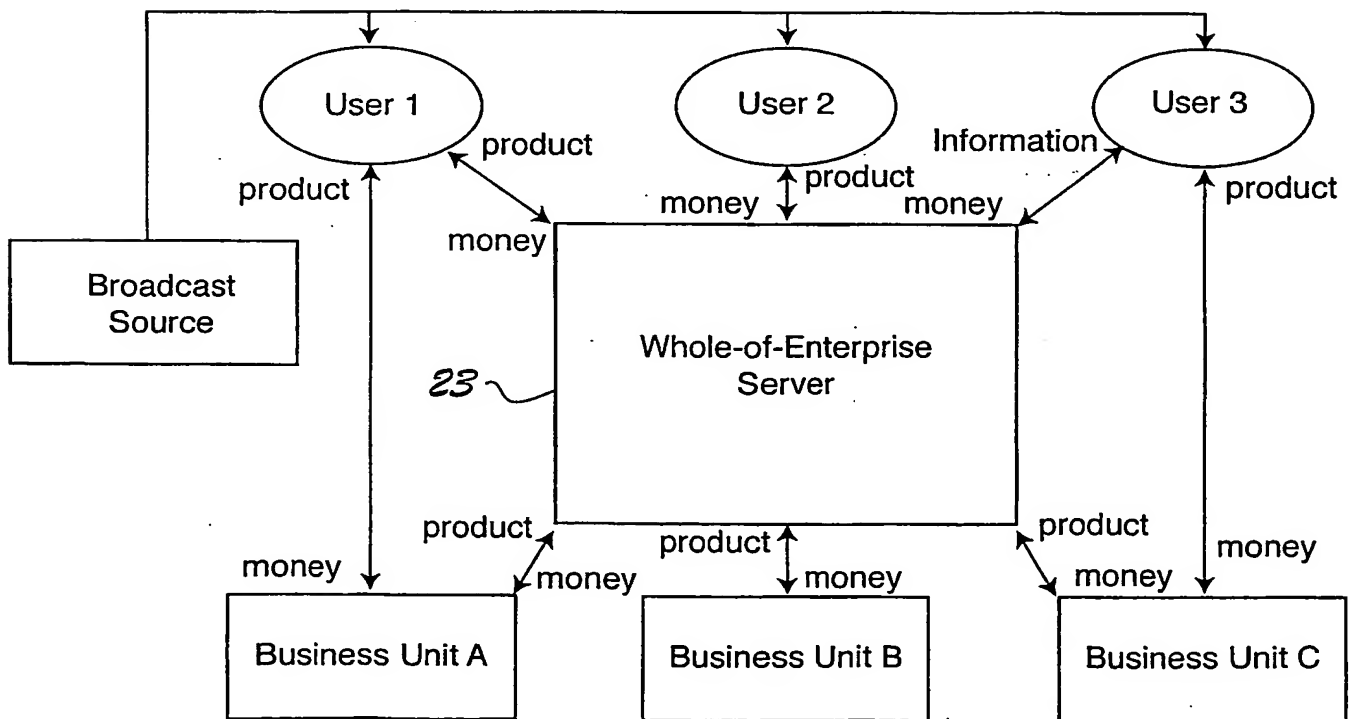 User 1
User 2
User 3
product
Information
product
product
product
money
money
money
Broadcast
Source
Whole-of-Enterprise
Server
23
product
product
product
money
money
money
money
money
Business Unit A
Business Unit B
Business Unit C